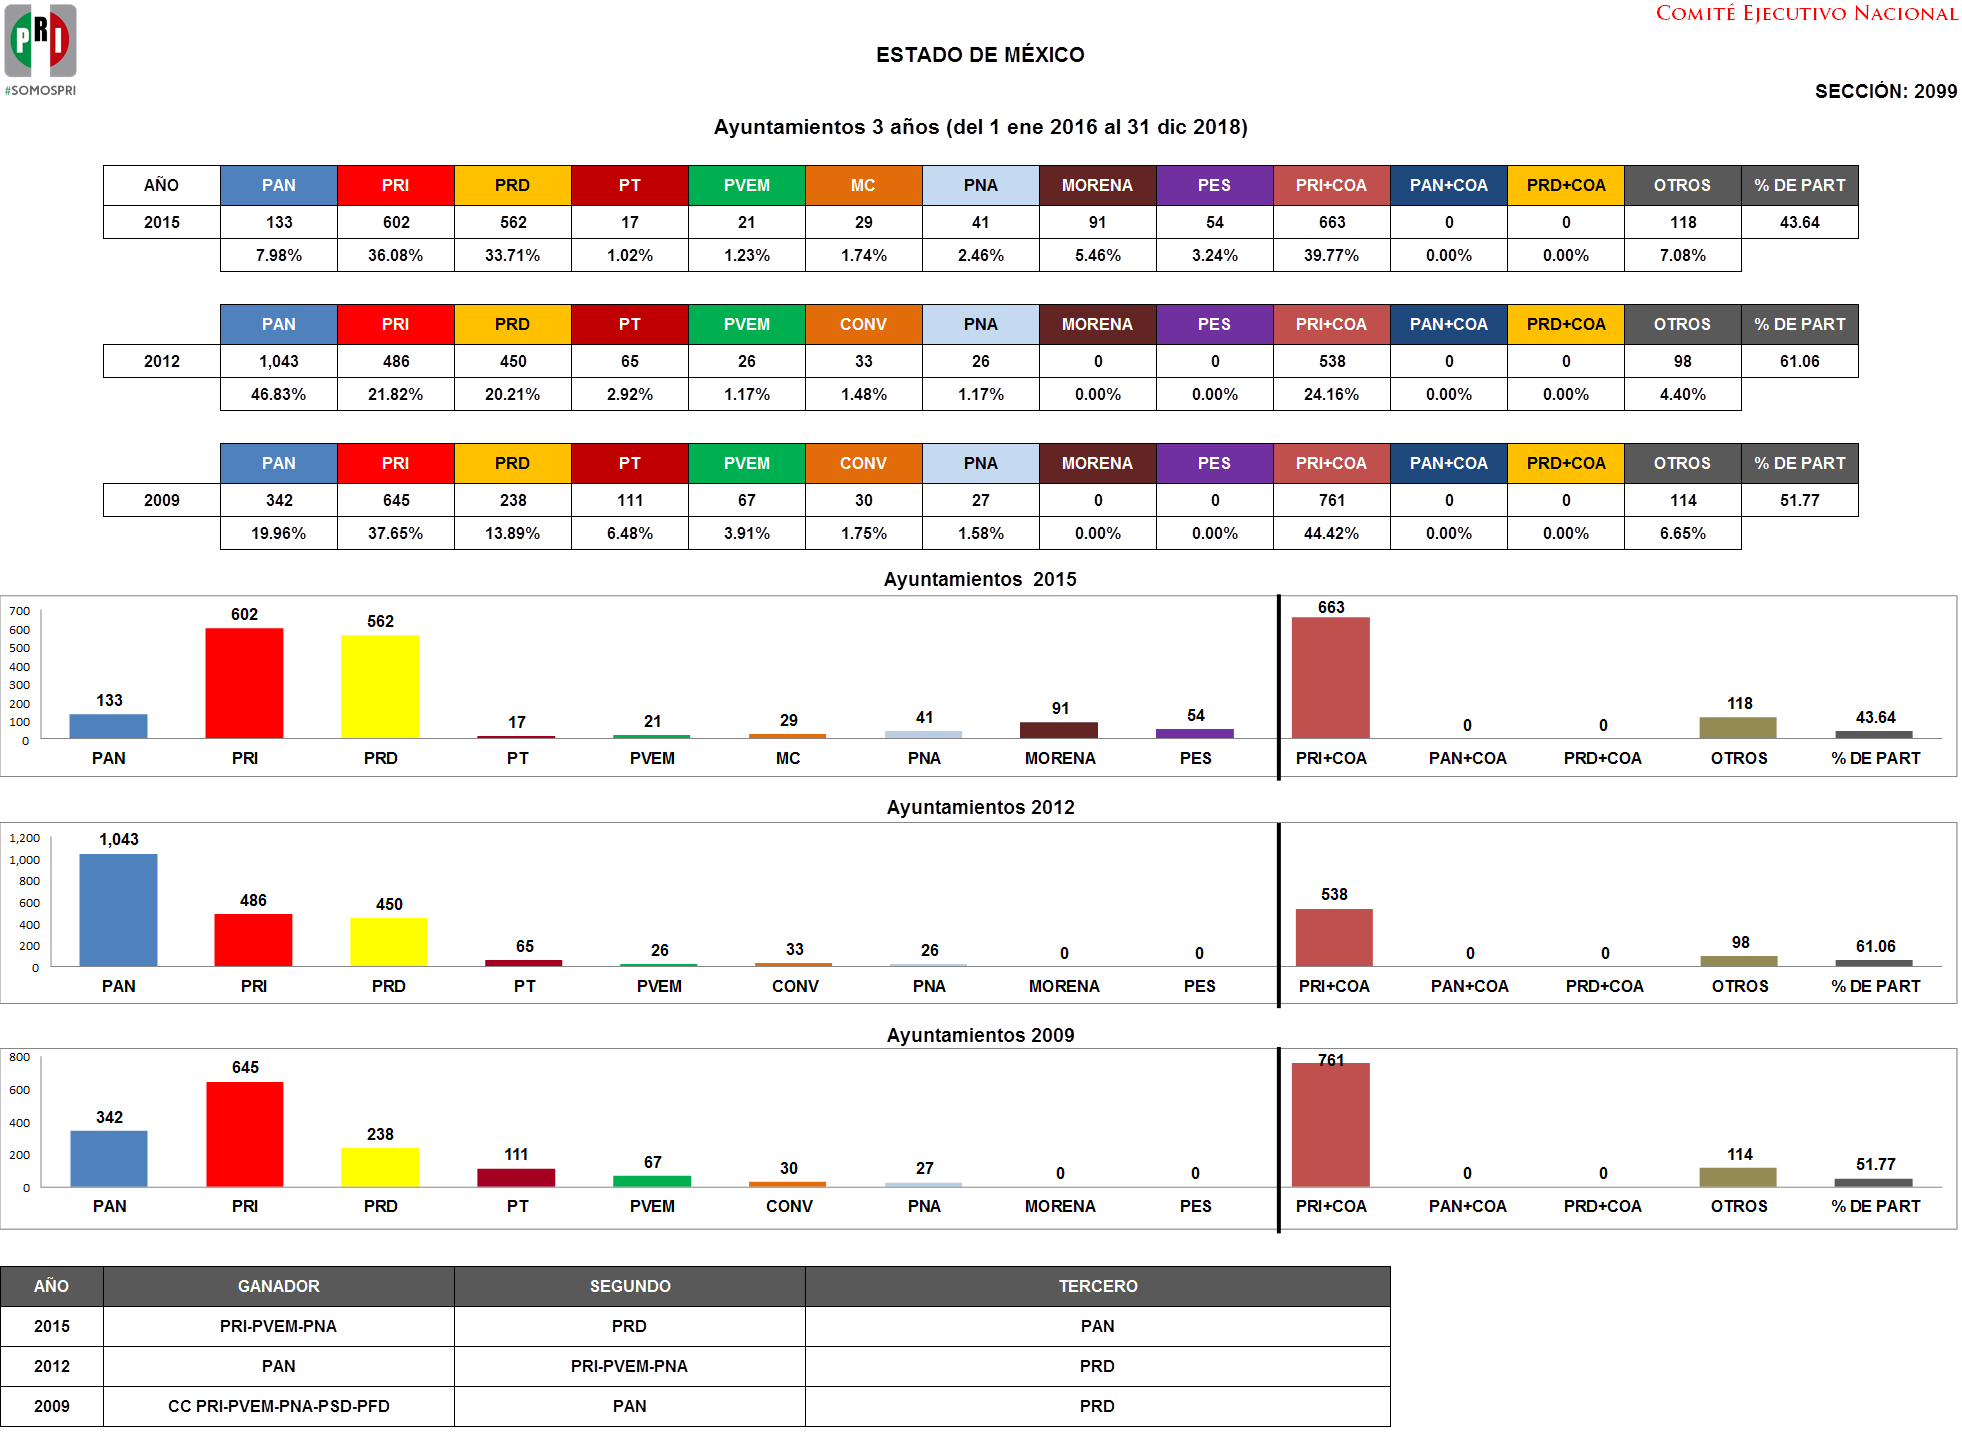 PRI
#SOMOSPRI
COMITÉ EJECUTIVO NACIONAL
ESTADO DE MÉXICO
SECCIÓN: 2099
Ayuntamientos 3 años (del 1 ene 2016 al 31 dic 2018)
AÑO PAN PRI PRD PT PVEM MC PNA MORENA PES PRI+COA PAN+COA PRD+COA OTROS % DE PART
2015 133 602 562 17 21 29 41 91 54 663 0 0 118 43.64
7.98% 36.08% 33.71% 1.02% 1.23% 1.74% 2.46% 5.46% 3.24% 39.77% 0.00% 0.00% 7.08%
PAN PRI PRD PT PVEM CONV PNA MORENA PES PRI+COA PAN+COA PRD+COA OTROS % DE PART
2012 1,043 486 450 65 26 33 26 0 0 538 0 0 98 61.06
46.83% 21.82% 20.21% 2.92% 1.17% 1.48% 1.17% 0.00% 0.00% 24.16% 0.00% 0.00% 4.40%
PAN PRI PRD PT PVEM CONV PNA MORENA PES PRI+COA PAN+COA PRD+COA OTROS % DE PART
2009 342 645 238 111 67 30 27 0 0 761 0 0 114 51.77
19.96% 37.65% 13.89% 6.48% 3.91% 1.75% 1.58% 0.00% 0.00% 44.42% 0.00% 0.00% 6.65%
Ayuntamientos 2015
700
600
500
400
300
200
100
0
133 602 562 17 21 29 41 91 54 663 0 0 118 43.64
PAN PRI PRD PT PVEM MC PNA MORENA PES PRI+COA PAN+COA PRD+COA OTROS % DE PART
Ayuntamientos 2012
1,200
1,000
800
600
400
200
0
1,043 486 450 65 26 33 26 0 0 538 0 0 98 61.06
PAN PRI PRD PT PVEM CONV PNA MORENA PES PRI+COA PAN+COA PRD+COA OTROS % DE PART
Ayuntamientos 2009
800
600
400
200
0
342 645 238 111 67 30 27 0 0 761 0 0 114 51.77
PAN PRI PRD PT PVEM CONV PNA MORENA PES PRI+COA PAN+COA PRD+COA OTROS % DE PART
AÑO GANADOR SEGUNDO TERCERO
2015 PRI-PVEM-PNA PRD PAN
2012 PAN PRI-PVEM-PNA PRD
2009 CC PRI-PVEM-PNA-PSD-PFD PAN PRD